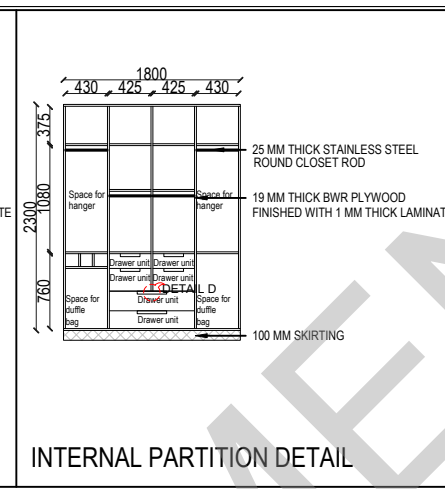 1800
430 425 425 430
375
1080
2300
760
TE
25 MM THICK STAINLESS STEEL
ROUND CLOSET ROD
Space for
hanger
Space for
hanger
19 MM THICK BWR PLYWOOD
FINISHED WITH 1 MM THICK LAMINAT
Drawer unit Drawer unit
Drawer unit Drawer unit
DETAIL D
Space for
duffle
bag
Drawer unit
Space for
duffle
bag
Drawer unit
100 MM SKIRTING
INTERNAL PARTITION DETAIL
MEN